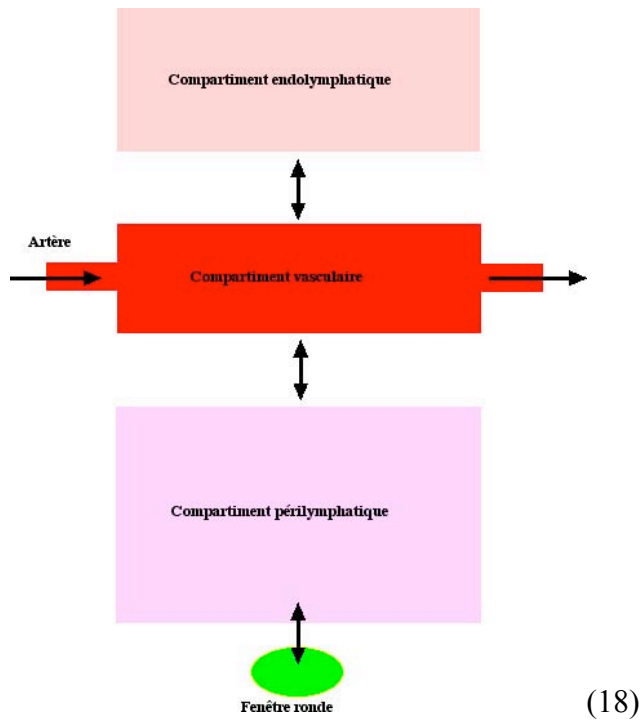 Compartiment endolymphatique
Artère
Compartiment vasculaire
Compartiment périlymphatique
Fenêtre ronde
(18)